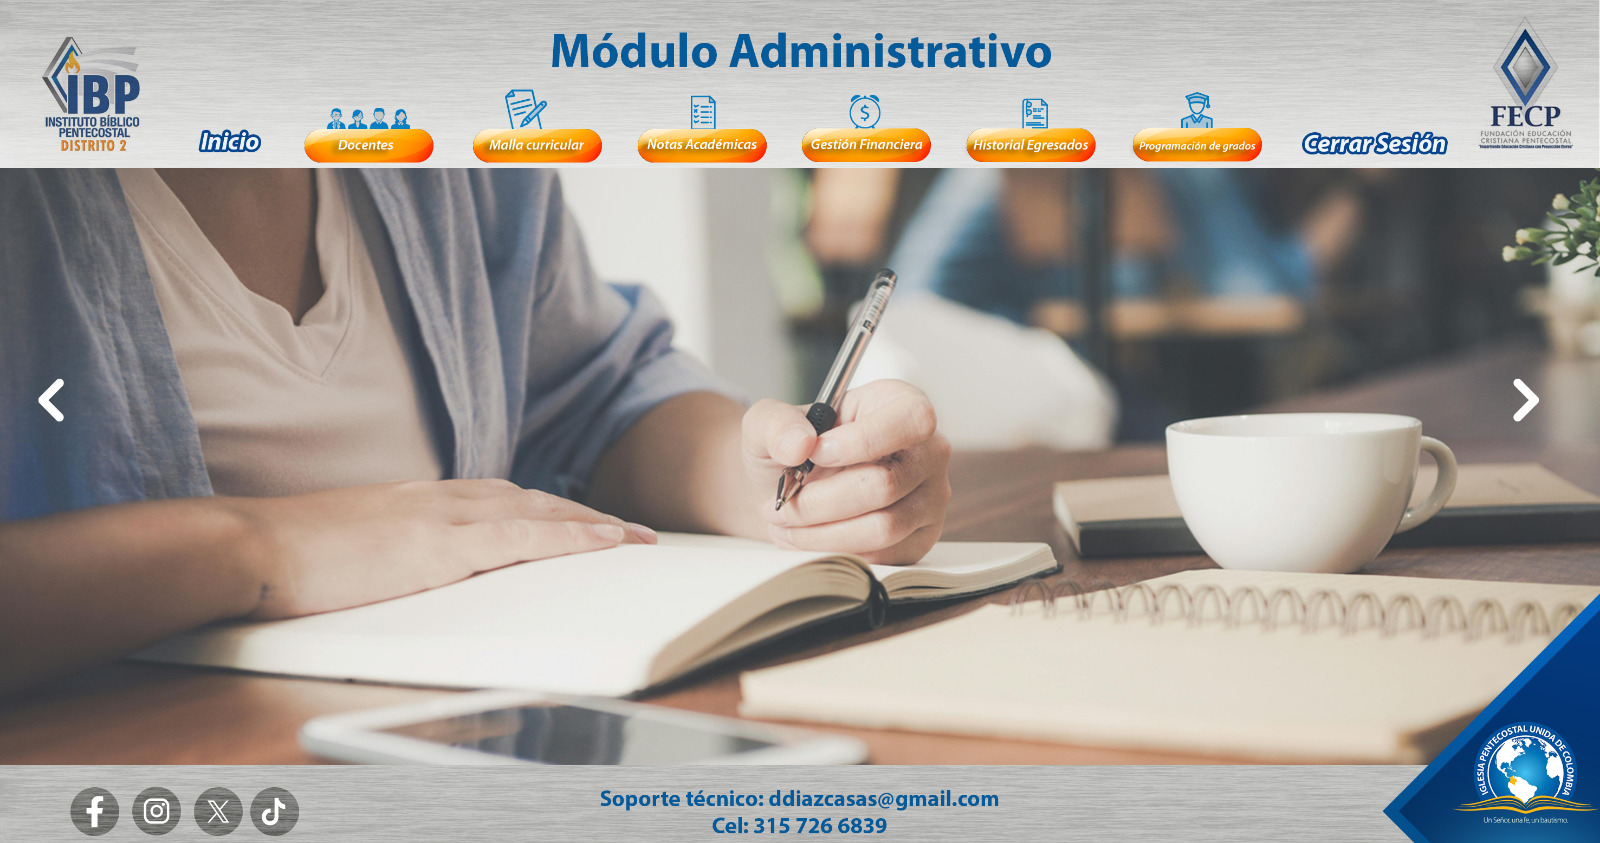 Módulo Administrativo
IBP
INSTITUTO BÍBLICO
PENTECOSTAL
DISTRITO 2
Inicio
Docentes
Malla curricular
Notas Académicas
Gestión Financiera
Historial Egresados
Programación de grados
Cerrar Sesión
FECP
FUNDACIÓN EDUCACIÓN
CRISTIANA PENTECOSTAL
Soporte técnico: ddiazcasas@gmail.com
Cel: 315 726 6839
IGLESIA PENTECOSTAL UNIDA DE COLOMBIA
Un Señor, una fe, un bautismo.